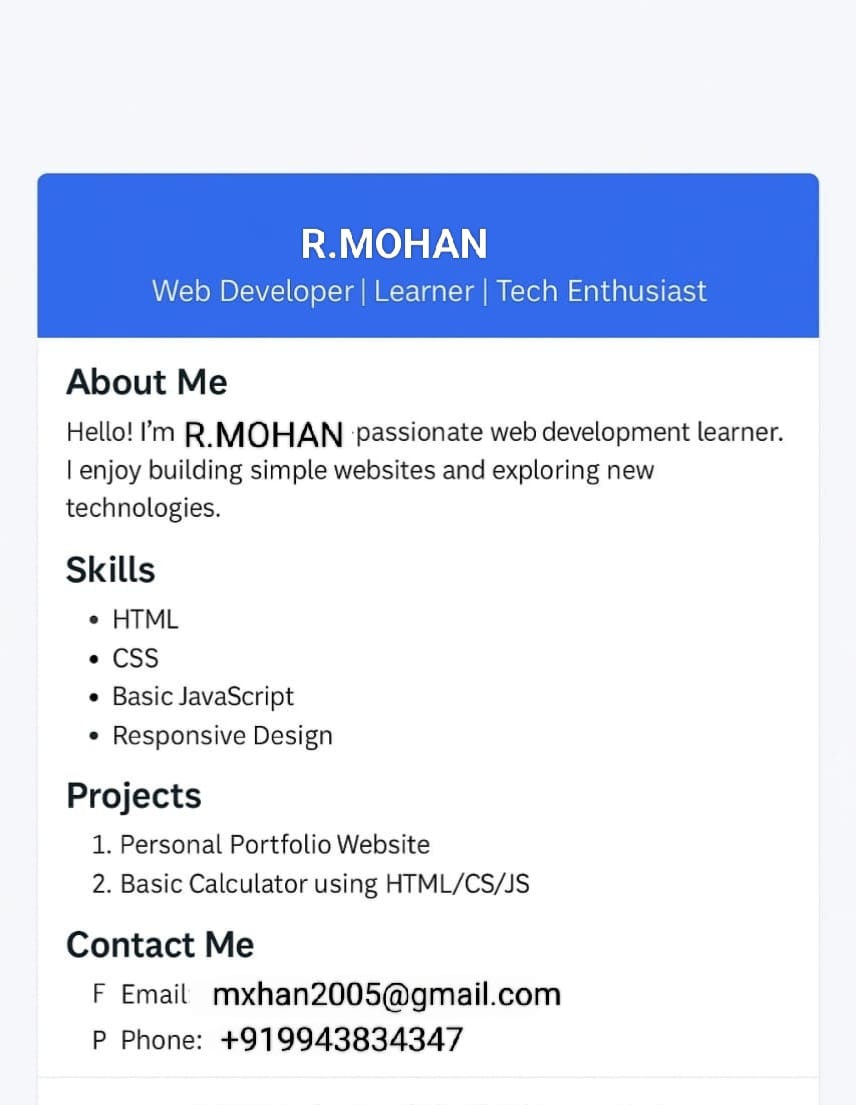 R.MOHAN
Web Developer | Learner | Tech Enthusiast
About Me
Hello! I'm R.MOHAN passionate web development learner.
I enjoy building simple websites and exploring new
technologies.
Skills
• HTML
• CSS
• Basic JavaScript
• Responsive Design
Projects
1. Personal Portfolio Website
2. Basic Calculator using HTML/CS/JS
Contact Me
F Email mxhan2005@gmail.com
P Phone: +919943834347